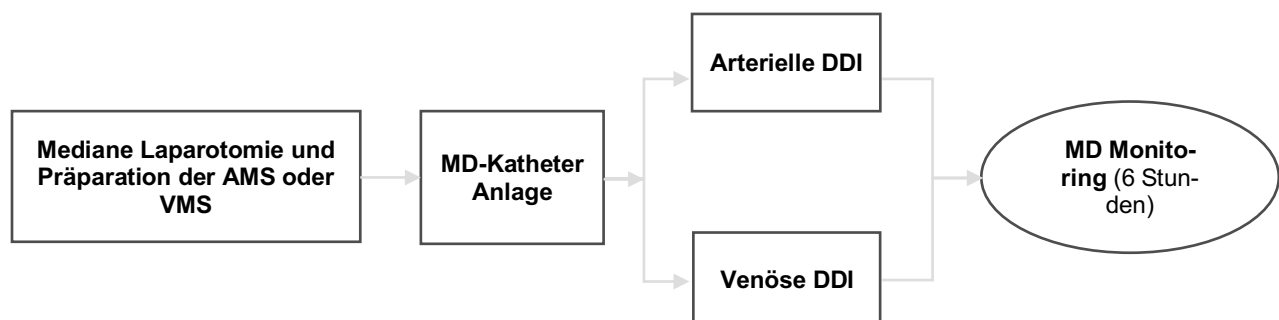 Mediane Laparotomie und
Präparation der AMS oder
VMS
MD-Katheter
Anlage
Arterielle DDI
Venöse DDI
MD Monito-
ring (6 Stun-
den)